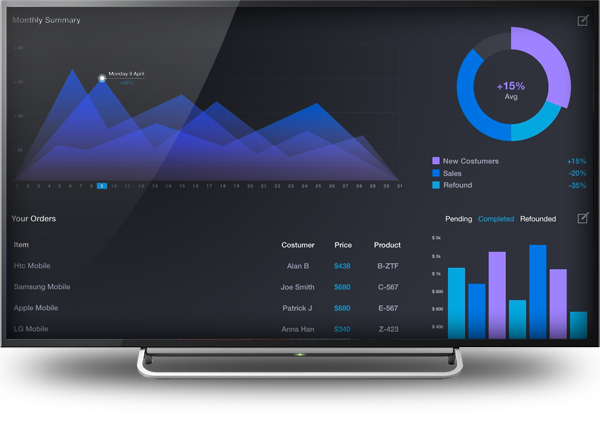 Monthly Summary
Monday 9 April
1 2 3 4 5 6 7 8 9 10 11 12 13 14 15 16 17 18 19 20 21 22 23 24 25 26 27 28 29 30 31
+15%
Avg
New Costumers +15%
Sales -20%
Refound -35%
Your Orders
Pending Completed Refounded
Item Costumer Price Product
Htc Mobile Alan B $438 B-ZTF
Samsung Mobile Joe Smith $680 C-567
Apple Mobile Patrick J $680 E-567
LG Mobile Anna Han $340 Z-423
$ 1k
$ 800
$ 600
$ 400